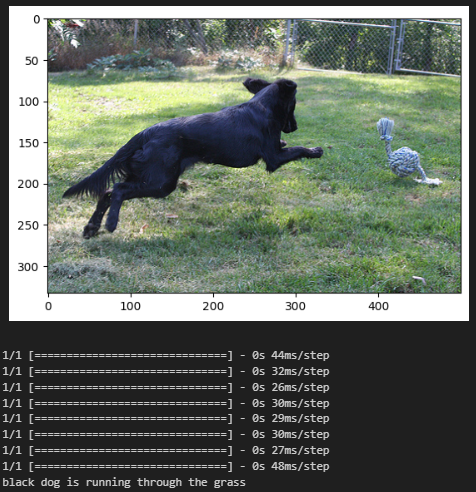 0
50
100
150
200
250
300
0 100 200 300 400
1/1 [==============================] - 0s 44ms/step
1/1 [==============================] - 0s 32ms/step
1/1 [==============================] - 0s 26ms/step
1/1 [==============================] - 0s 30ms/step
1/1 [==============================] - 0s 29ms/step
1/1 [==============================] - 0s 30ms/step
1/1 [==============================] - 0s 27ms/step
1/1 [==============================] - 0s 48ms/step
black dog is running through the grass